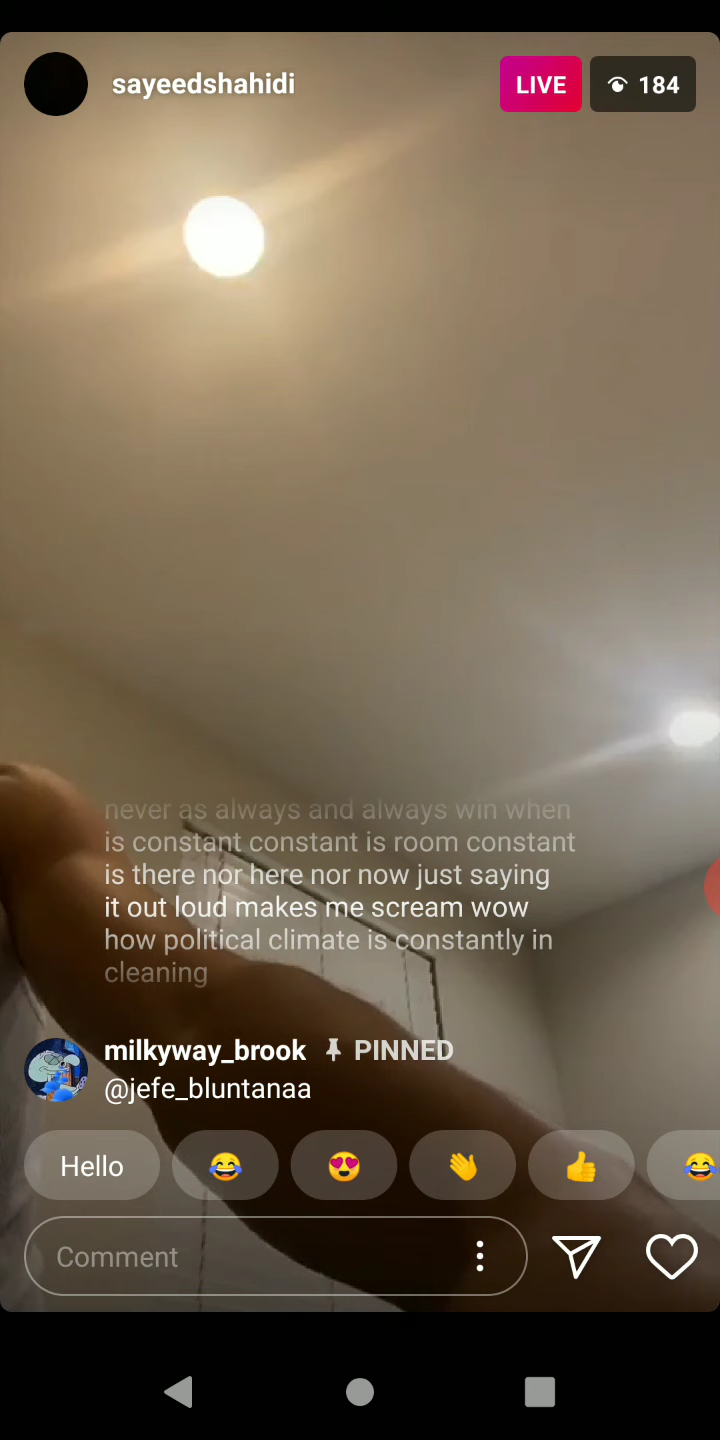 sayeedshahidi
LIVE
184
never as always and always win when
is constant constant is room constant
is there nor here nor now just saying
it out loud makes me scream wow
how political climate is constantly in
cleaning
milkyway_brook PINNED
@jefe_bluntanaa
Hello
Comment